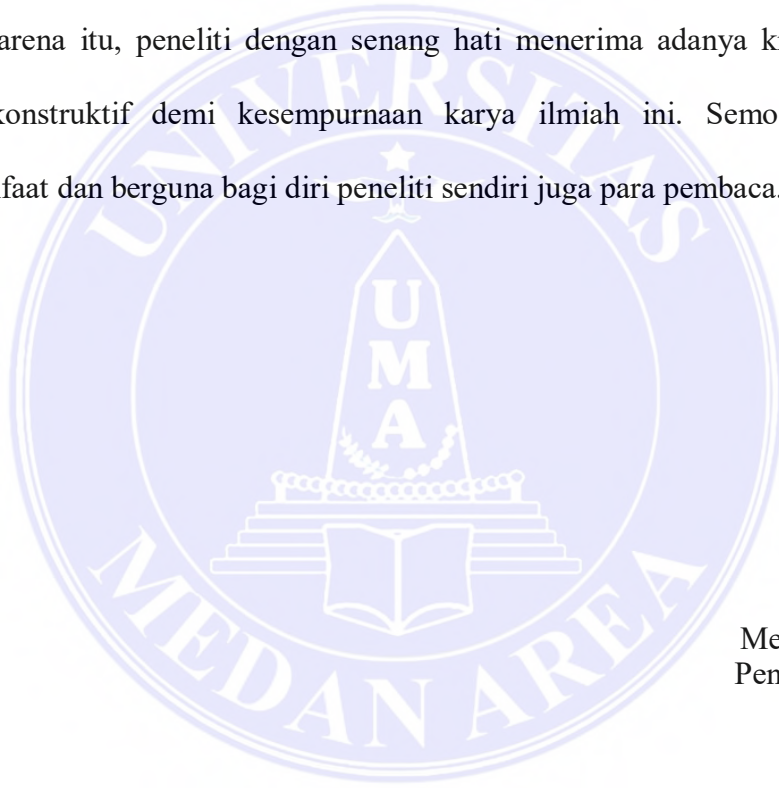 arena itu, peneliti dengan senang hati menerima adanya
konstruktif demi kesempurnaan karya ilmiah ini. Semo
faat dan berguna bagi diri peneliti sendiri juga para pembaca.
UNIVERSITAS
U
M
A
MEDAN AREA
Me
Pen